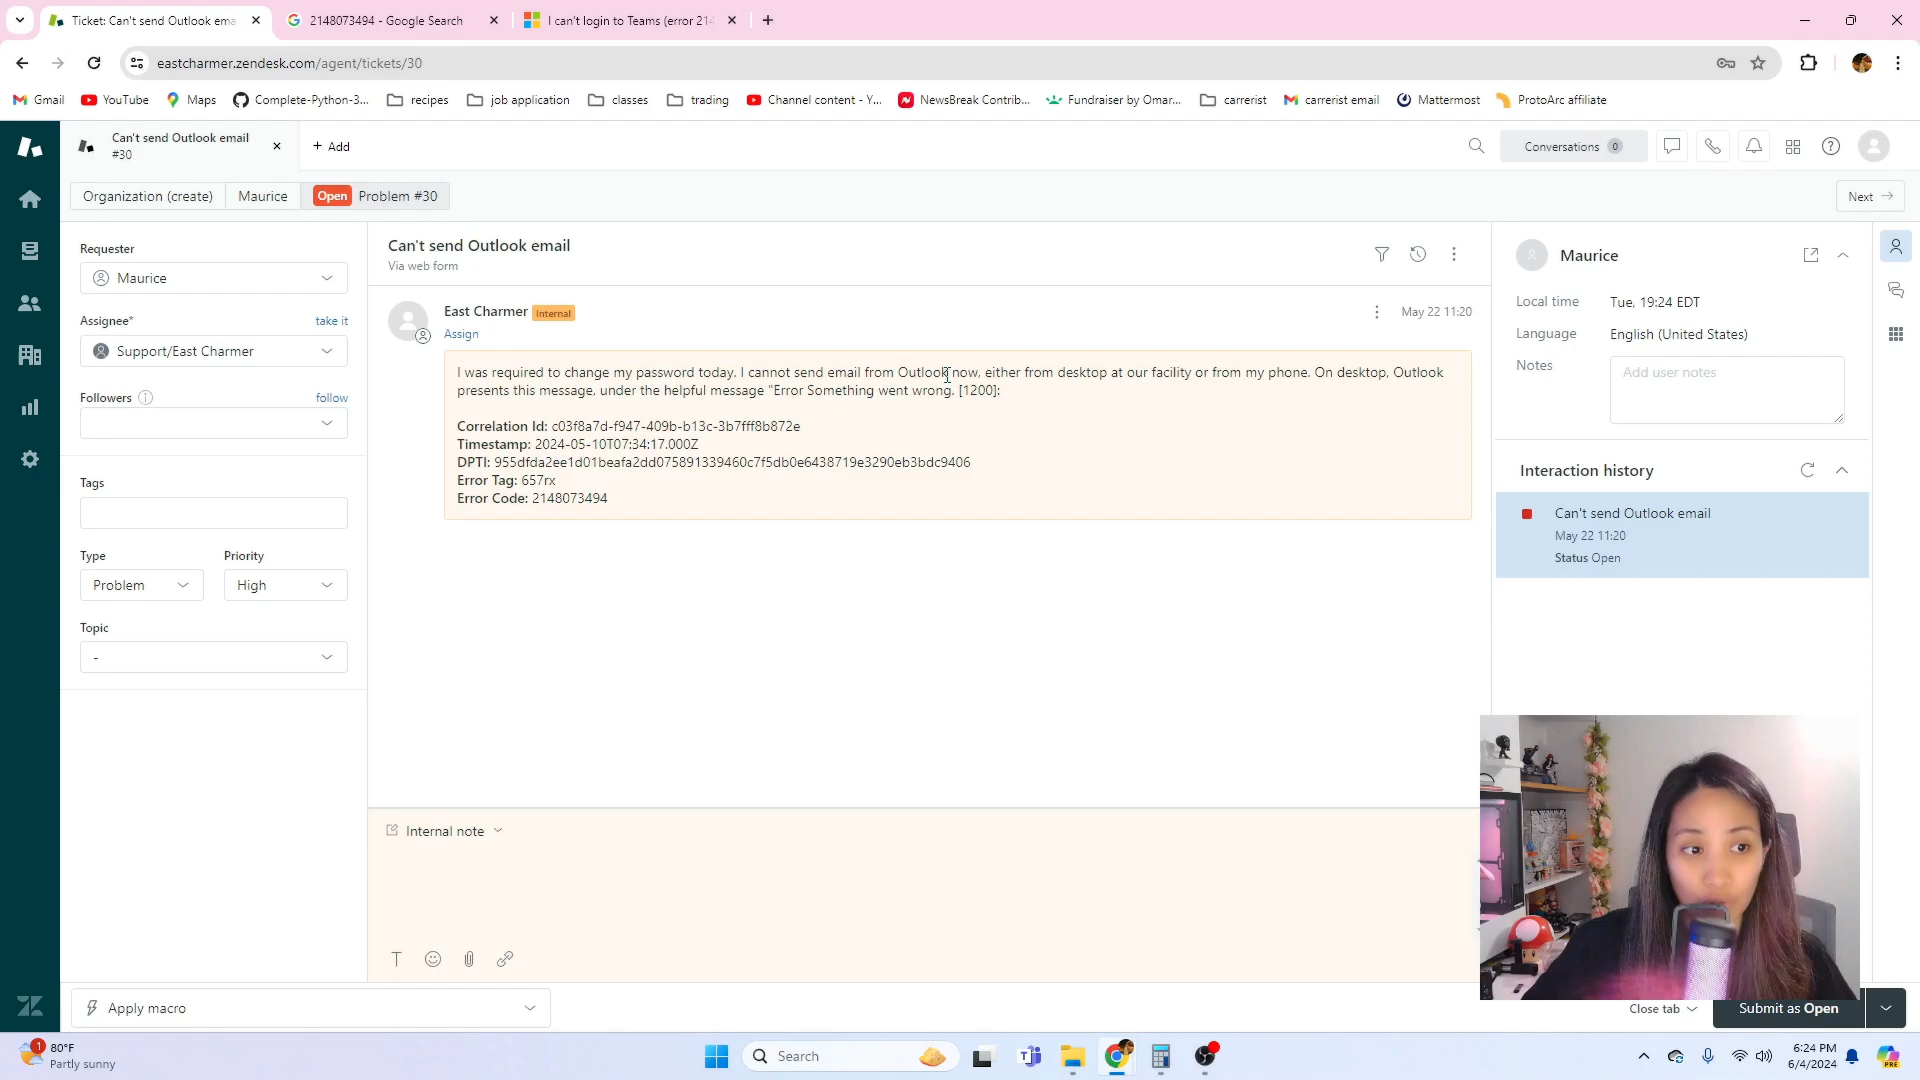 Ticket: Can't send Outlook ema
2148073494 - Google Search
I can't login to Teams (error 214
eastcharmer.zendesk.com/agent/tickets/30
Gmail
YouTube
Maps
Complete-Python-3...
recipes
job application
classes
trading
Channel content - Y...
NewsBreak Contrib...
Fundraiser by Omar...
carrerist
carrerist email
Mattermost
ProtoArc affiliate
Can't send Outlook email
#30
+ Add
Conversations 0
Organization (create)
Maurice
Open Problem #30
Next
Requester
Maurice
Assignee*
take it
Support/East Charmer
Followers
follow
Tags
Type
Priority
Problem
High
Topic
-
Can't send Outlook email
Via web form
East Charmer Internal
May 22 11:20
Assign
I was required to change my password today. I cannot send email from Outlook now, either from desktop at our facility or from my phone. On desktop, Outlook
presents this message, under the helpful message "Error Something went wrong. [1200]:
Correlation Id: c03f8a7d-f947-409b-b13c-3b7fff8b872e
Timestamp: 2024-05-10T07:34:17.000Z
DPTI: 955dfda2ee1d01beafa2dd075891339460c7f5db0e6438719e3290eb3bdc9406
Error Tag: 657rx
Error Code: 2148073494
Internal note
Apply macro
Maurice
Local time
Tue, 19:24 EDT
Language
English (United States)
Notes
Add user notes
Interaction history
Can't send Outlook email
May 22 11:20
Status Open
Close tab
Submit as Open
1
80°F
Partly sunny
Search
6:24 PM
6/4/2024
PRE